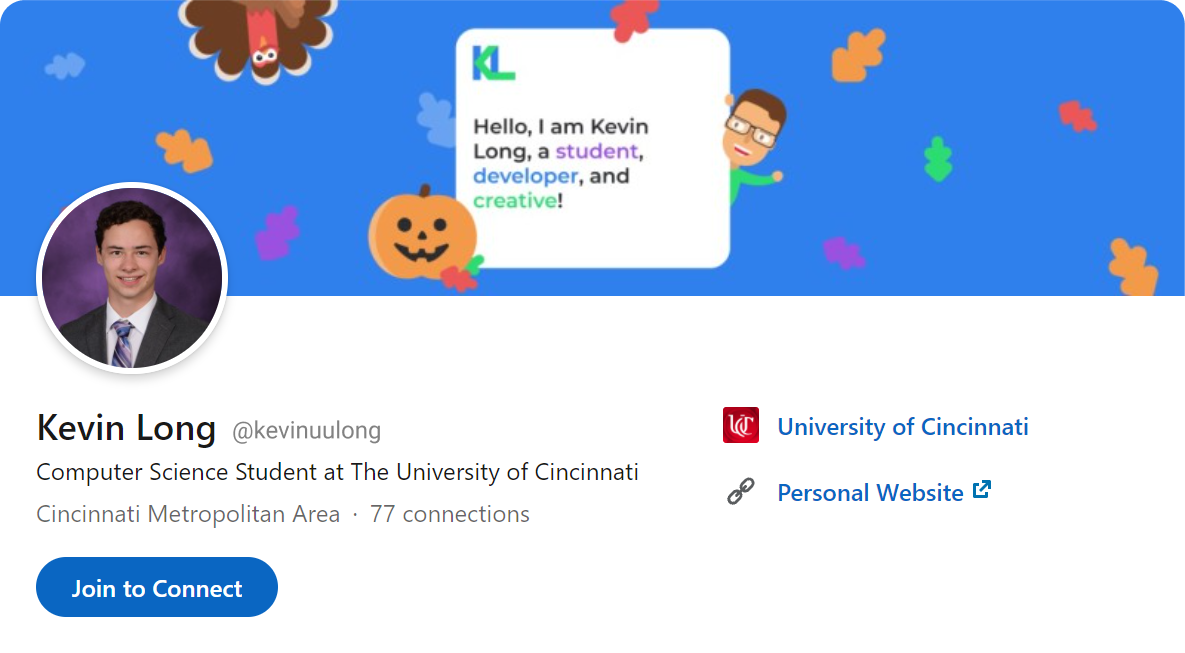 KL
Hello, I am Kevin
Long, a student,
developer, and
creative!
Kevin Long @kevinuulong
Computer Science Student at The University of Cincinnati
Cincinnati Metropolitan Area · 77 connections
Join to Connect
UC University of Cincinnati
Personal Website